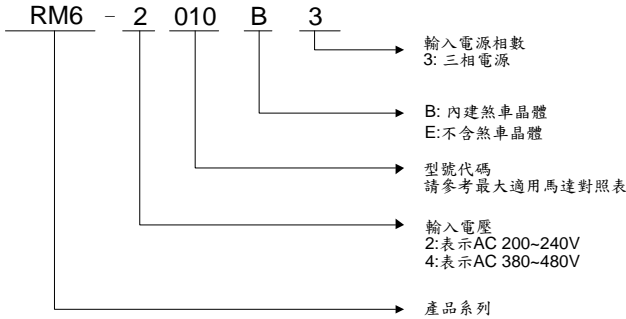 RM6 - 2 010 B 3
輸入電源相數
3: 三相電源
B: 內建煞車晶體
E:不含煞車晶體
型號代碼
請參考最大適用馬達對照表
輸入電壓
2:表示AC 200~240V
4:表示AC 380~480V
產品系列